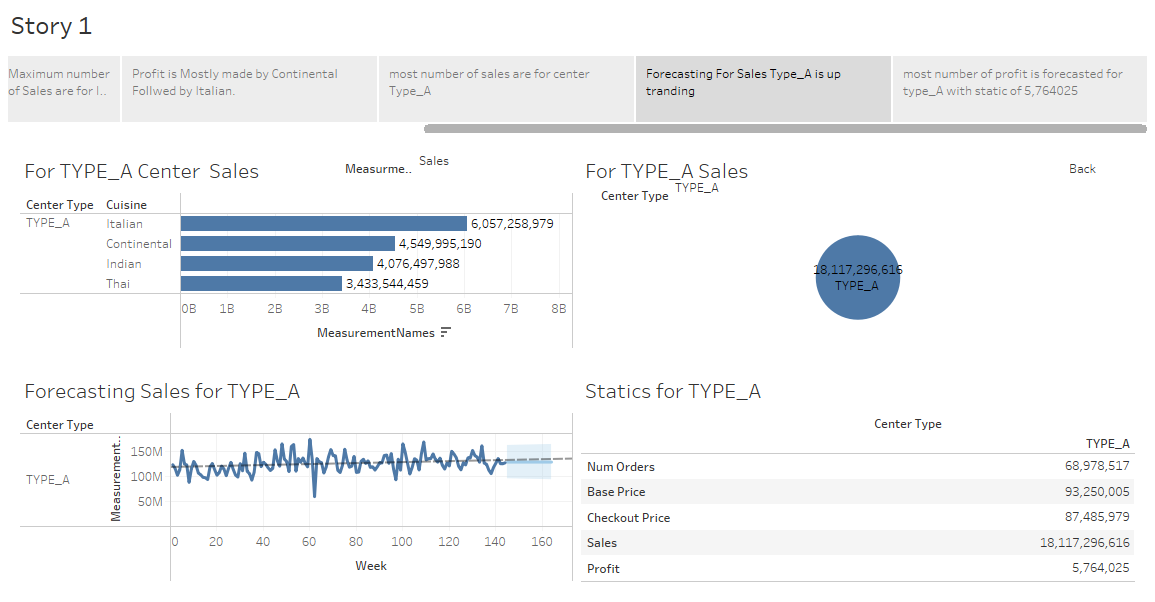 Story 1
Maximum number
of Sales are for I..
Profit is Mostly made by Continental
Follwed by Italian.
most number of sales are for center
Type_A
Forecasting For Sales Type_A is up
tranding
most number of profit is forecasted for
type_A with static of 5,764025
For TYPE_A Center Sales
Measurme..
Sales
Center Type
Cuisine
TYPE_A
Italian
6,057,258,979
Continental
4,549,995,190
Indian
4,076,497,988
Thai
3,433,544,459
0B 1B 2B 3B 4B 5B 6B 7B 8B
MeasurementNames
For TYPE_A Sales
Back
Center Type
TYPE_A
18,117,296,616
TYPE_A
Forecasting Sales for TYPE_A
Center Type
TYPE_A
Measurement..
150M
100M
50M
0 20 40 60 80 100 120 140 160
Week
Statics for TYPE_A
Center Type
TYPE_A
Num Orders 68,978,517
Base Price 93,250,005
Checkout Price 87,485,979
Sales 18,117,296,616
Profit 5,764,025